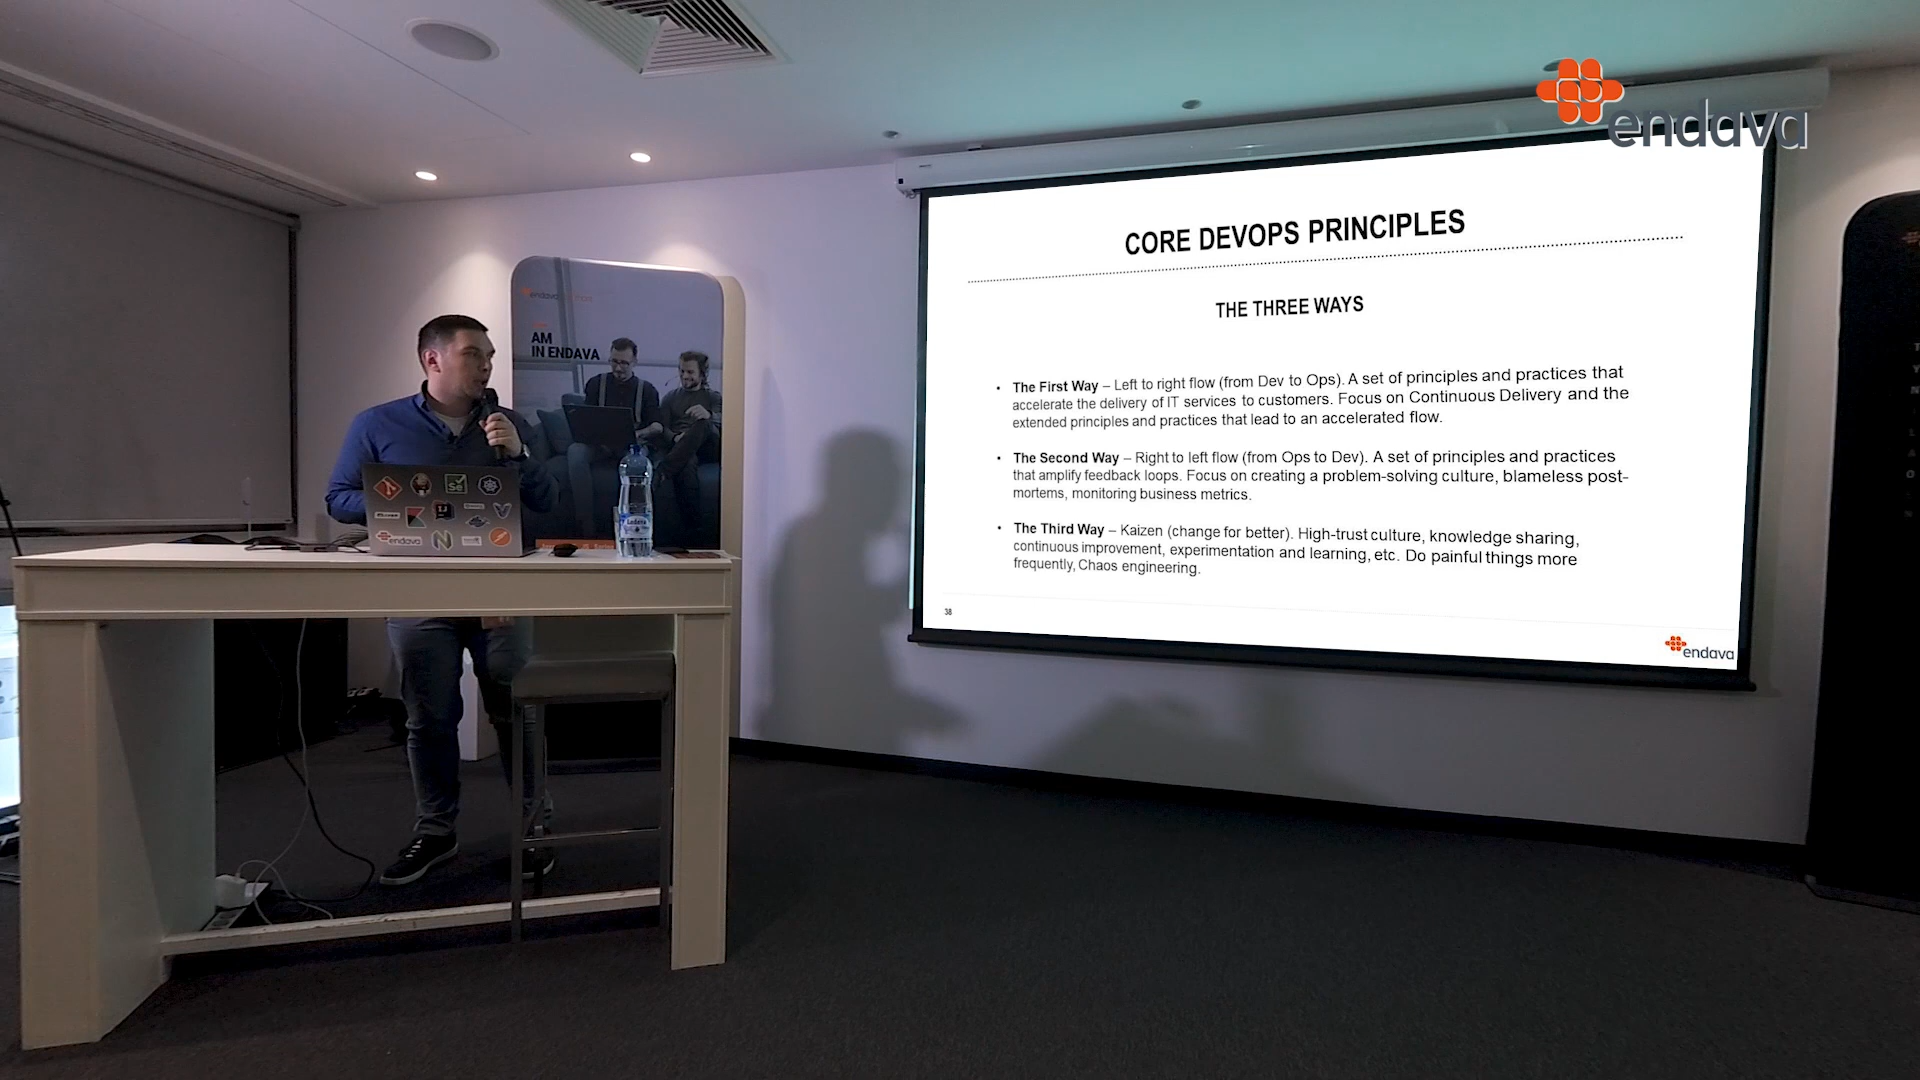 endava
CORE DEVOPS PRINCIPLES
THE THREE WAYS
• The First Way – Left to right flow (from Dev to Ops). A set of principles and practices that
accelerate the delivery of IT services to customers. Focus on Continuous Delivery and the
extended principles and practices that lead to an accelerated flow.
• The Second Way – Right to left flow (from Ops to Dev). A set of principles and practices
that amplify feedback loops. Focus on creating a problem-solving culture, blameless post-
mortems, monitoring business metrics.
• The Third Way – Kaizen (change for better). High-trust culture, knowledge sharing,
continuous improvement, experimentation and learning, etc. Do painful things more
frequently, Chaos engineering.
38
endava
endava
AM
IN ENDAVA
Se
IJ
endava